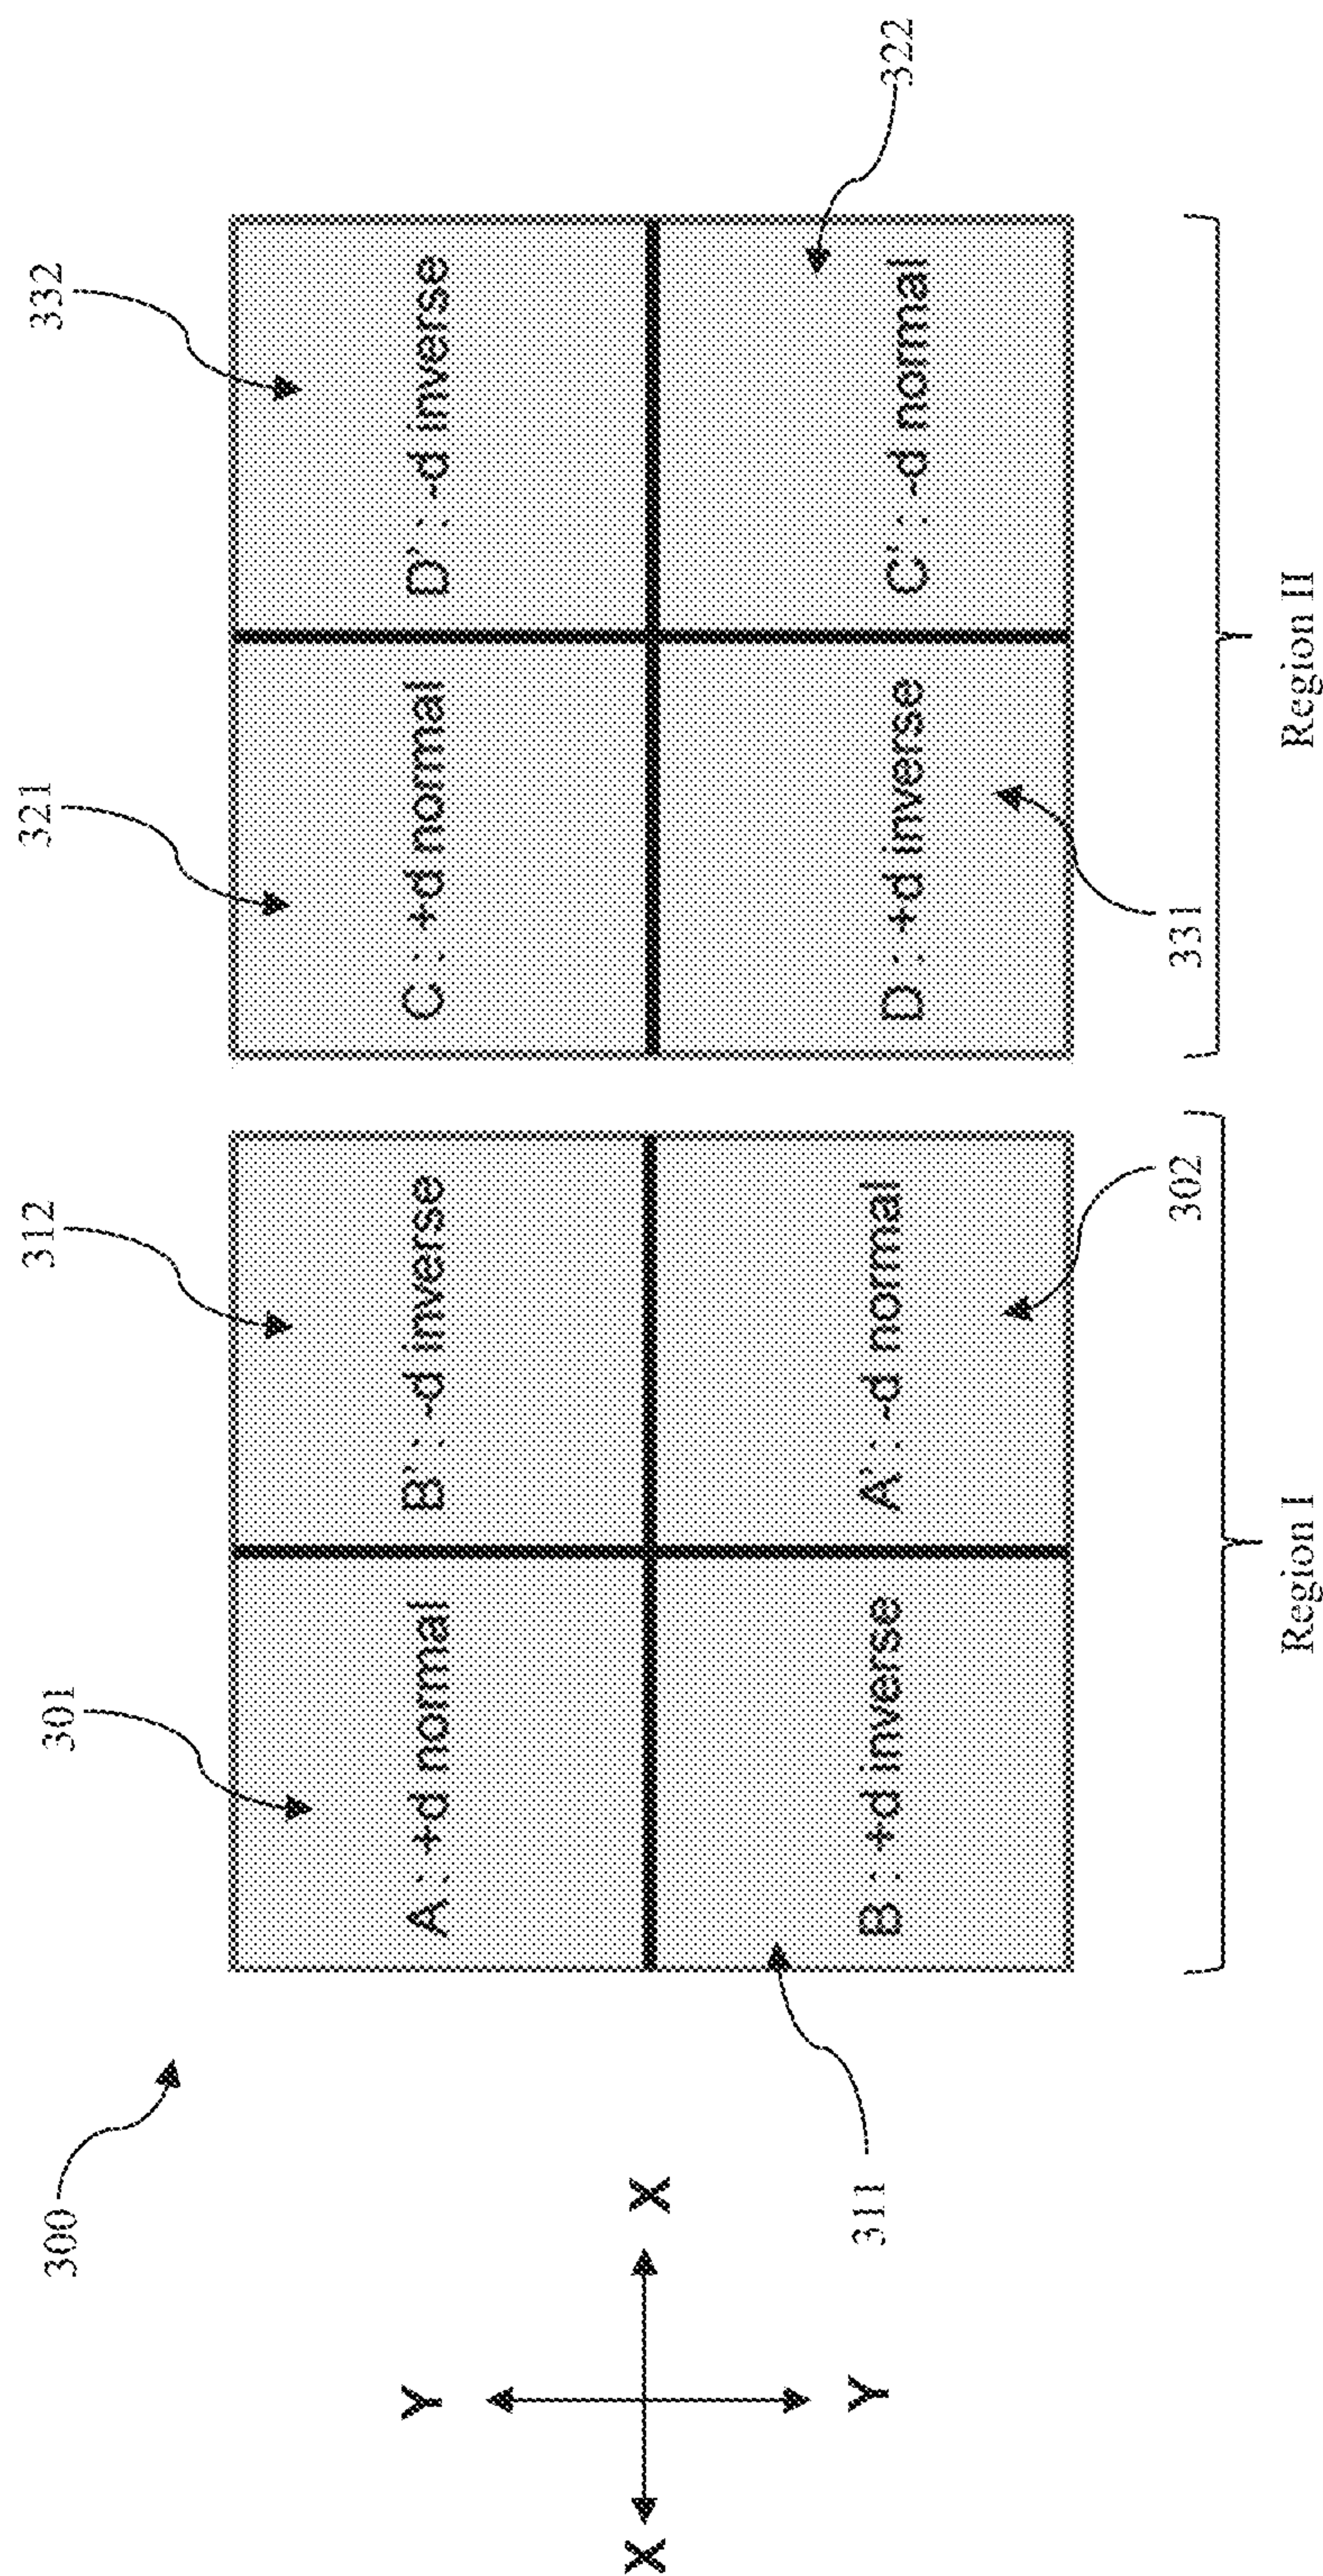 300
301
312
321
332
A : +d normal
B' : -d inverse
C : +d normal
D' : -d inverse
Y
X
X
Y
B : +d inverse
A' : -d normal
D : +d inverse
C' : -d normal
311
302
331
322
Region I
Region II